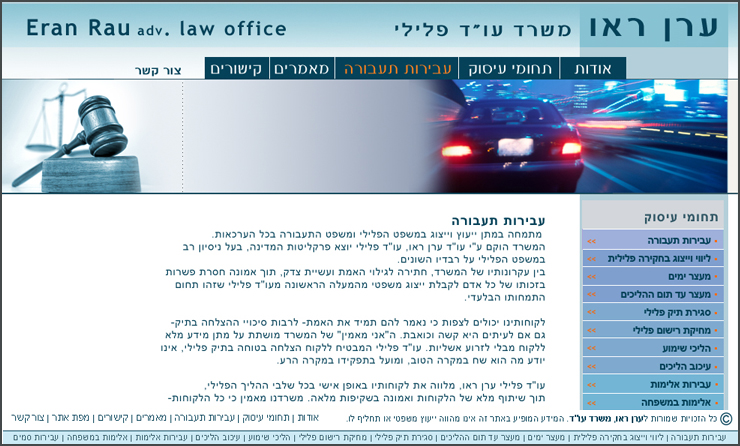 ערן ראו
משרד עו״ד פלילי
Eran Rau adv. law office
אודות
תחומי עיסוק
עבירות תעבורה
מאמרים
קישורים
צור קשר
עבירות תעבורה
מתמחה במתן ייעוץ וייצוג במשפט הפלילי ומשפט התעבורה בכל הערכאות.
המשרד הוקם ע"י עו"ד ערן ראו, עו"ד פלילי יוצא פרקליטות המדינה, בעל ניסיון רב
במשפט הפלילי על רבדיו השונים.
בין עקרונותיו של המשרד, חתירה לגילוי האמת ועשיית צדק, תוך אמונה חסרת פשרות
בזכותו של כל אדם לקבלת ייצוג משפטי מהמעלה הראשונה מעו"ד פלילי שזהו תחום
התמחותו הבלעדי.
לקוחותינו יכולים לצפות כי נאמר להם תמיד את האמת- לרבות סיכויי ההצלחה בתיק-
גם אם לעיתים היא קשה וכואבת. ה"אני מאמין" של המשרד מושתת על מתן מידע מלא
ללקוח מבלי לזרוע אשליות. עו"ד פלילי המבטיח ללקוח הצלחה בטוחה בתיק פלילי, אינו
יודע מה הוא שח במקרה הטוב, ומועל בתפקידו במקרה הרע.
עו"ד פלילי ערן ראו, מלווה את לקוחותיו באופן אישי בכל שלבי ההליך הפלילי,
תוך שיתוף מלא של הלקוחות ואמונה בשקיפות מלאה. משרדנו מאמין כי כל הלקוחות-
תחומי עיסוק
• עבירות תעבורה >>
• ליווי וייצוג בחקירה פלילית >>
• מעצר ימים >>
• מעצר עד תום ההליכים >>
• סגירת תיק פלילי >>
• מחיקת רישום פלילי >>
• הליכי שימוע >>
• עיכוב הליכים >>
• עבירות אלימות >>
• אלימות במשפחה >>
© כל הזכויות שמורות לערן ראו, משרד עו"ד. המידע המופיע באתר זה אינו מהווה ייעוץ משפטי או תחליף לו.
אודות | תחומי עיסוק | עבירות תעבורה | מאמרים | קישורים | מפת אתר | צור קשר
עבירות תעבורה | ליווי וייצוג בחקירה פלילית | מעצר ימים | מעצר עד תום ההליכים | סגירת תיק פלילי | מחיקת רישום פלילי | הליכי שימוע | עיכוב הליכים | עבירות אלימות | אלימות במשפחה | עבירות סמים